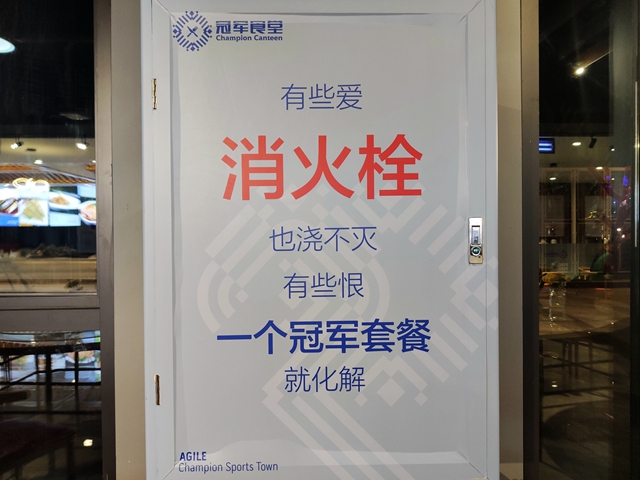 冠军食堂
Champion Canteen
有些爱
消火栓
也浇不灭
有些恨
一个冠军套餐
就化解
AGILE
Champion Sports Town